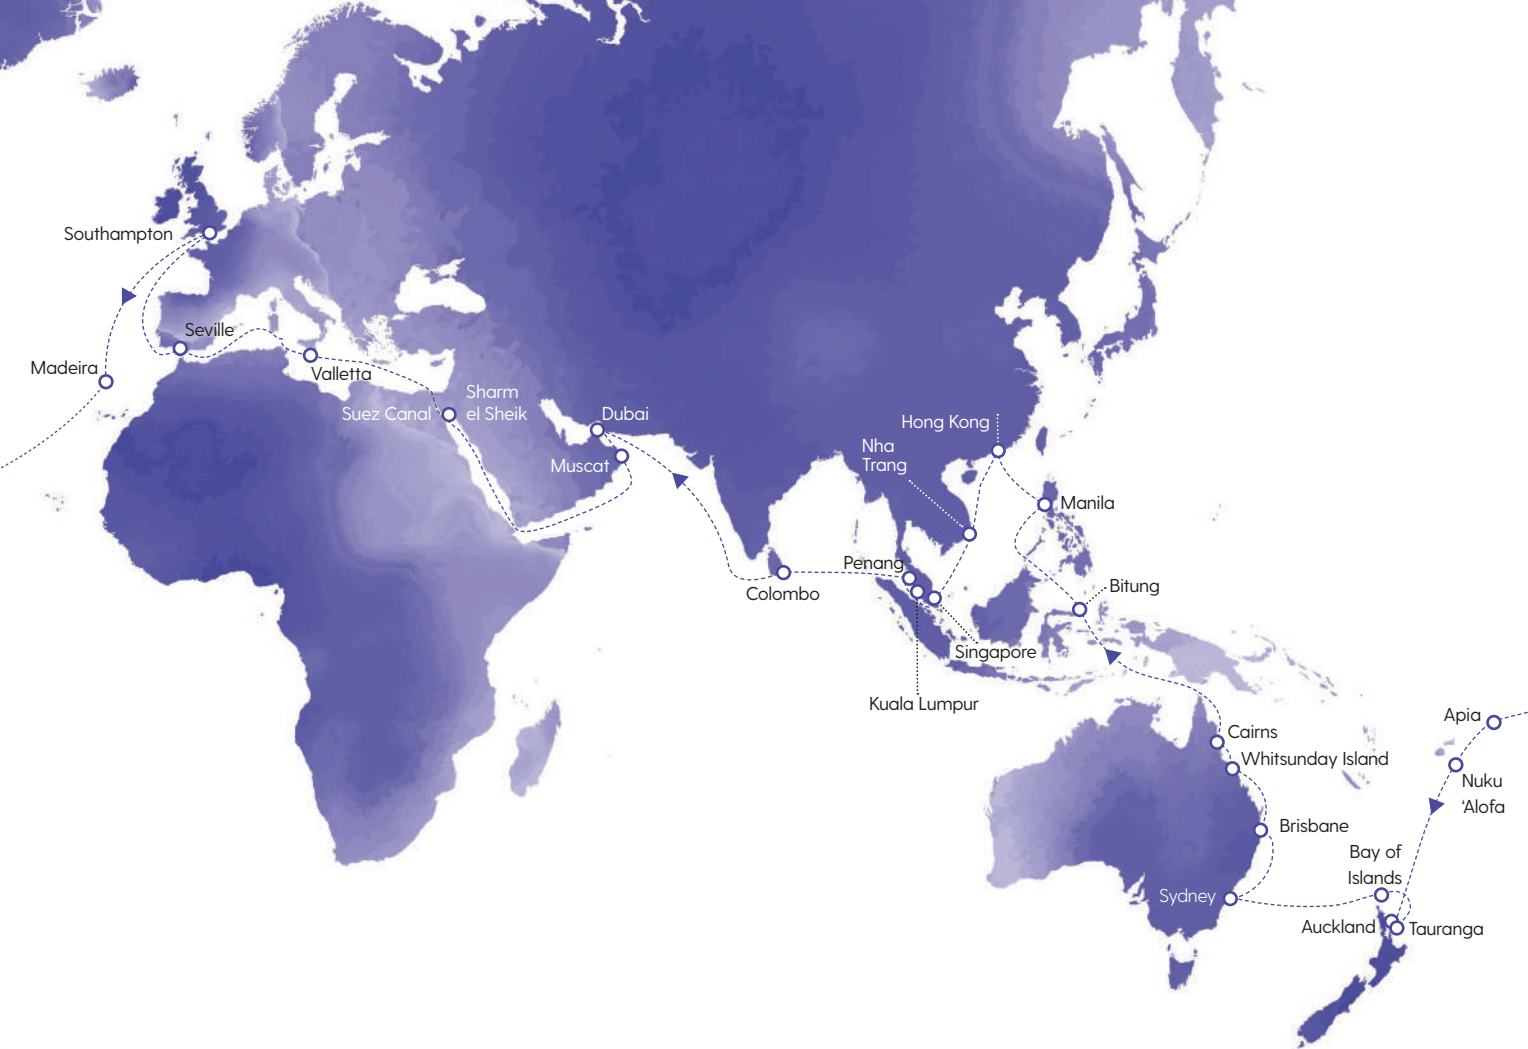 Southampton
Seville
Madeira
Valletta
Sharm
el Sheik
Suez Canal
Dubai
Muscat
Hong Kong
Nha
Trang
Manila
Penang
Colombo
Bitung
Singapore
Kuala Lumpur
Apia
Cairns
Whitsunday Island
Nuku
‘Alofa
Brisbane
Bay of
Islands
Sydney
Auckland
Tauranga